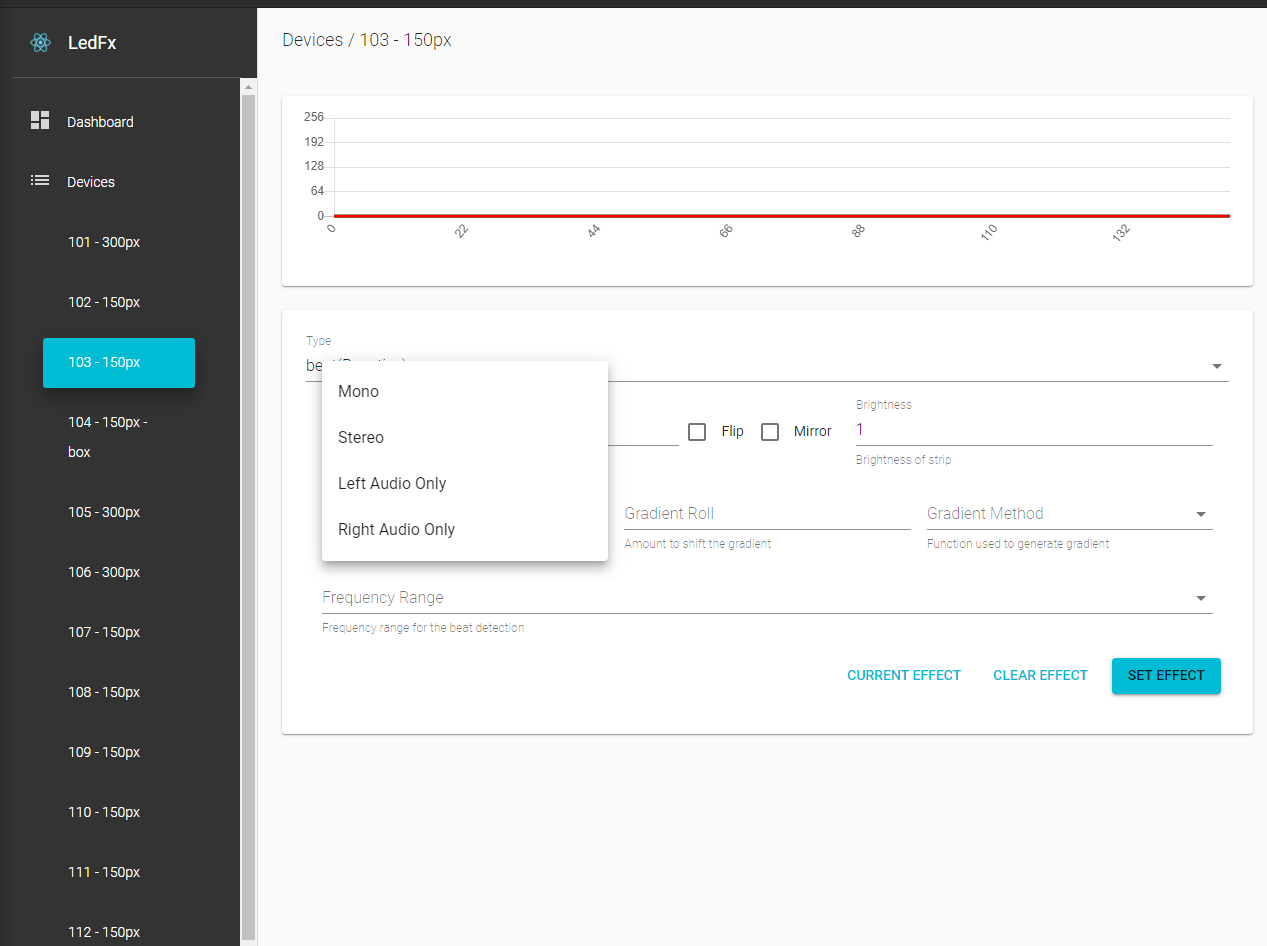 LedFx
Dashboard
Devices
101 - 300px
102 - 150px
103 - 150px
104 - 150px -
box
105 - 300px
106 - 300px
107 - 150px
108 - 150px
109 - 150px
110 - 150px
111 - 150px
112 - 150px
Devices / 103 - 150px
256
192
128
64
0
0 22 44 66 88 110 132
Type
Mono
Stereo
Left Audio Only
Right Audio Only
Flip Mirror
Brightness
1
Brightness of strip
Gradient Roll
Amount to shift the gradient
Gradient Method
Function used to generate gradient
Frequency Range
Frequency range for the beat detection
CURRENT EFFECT CLEAR EFFECT SET EFFECT